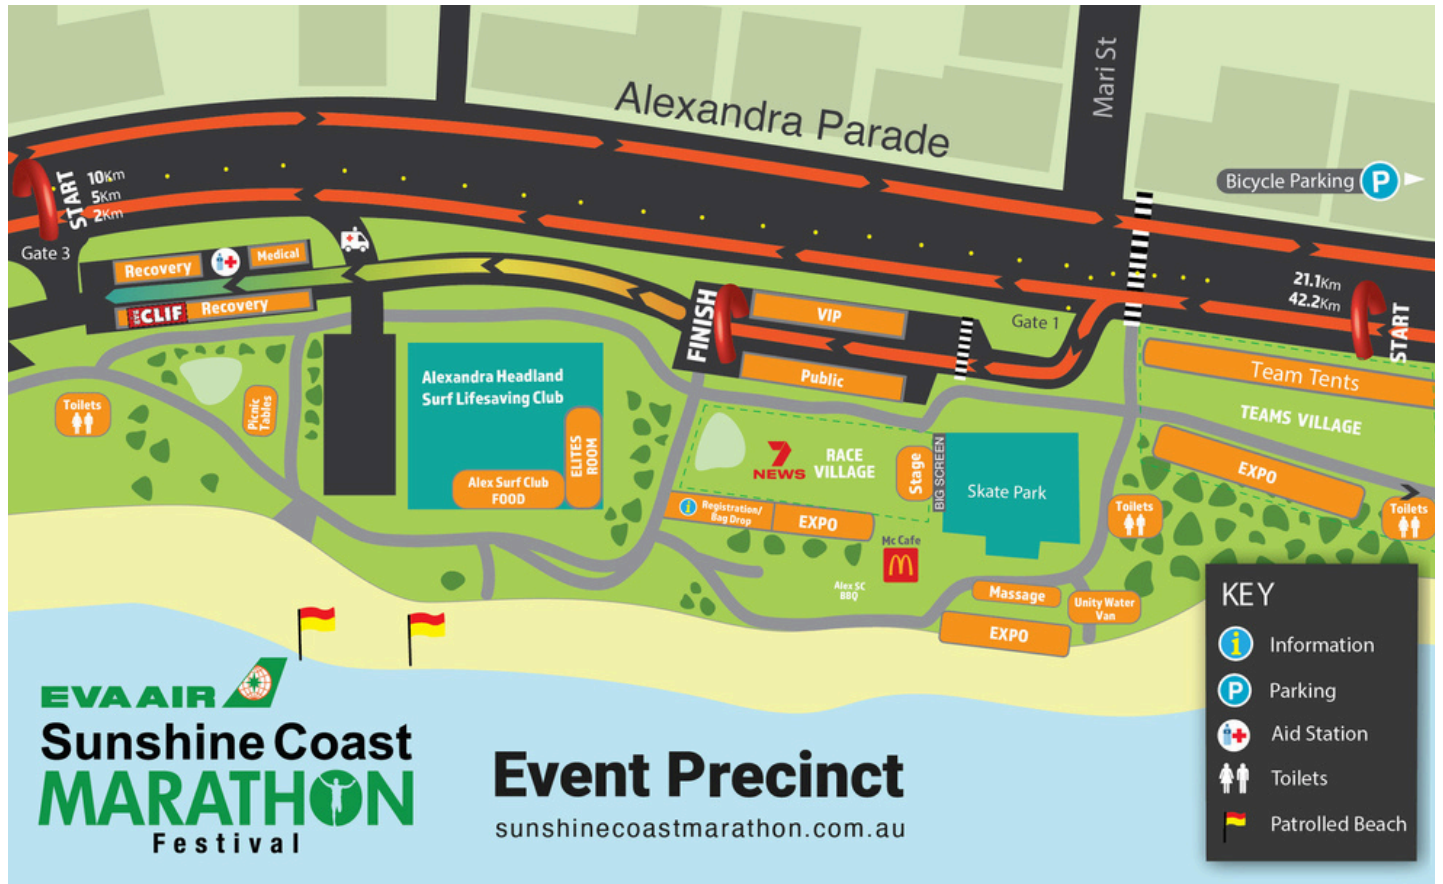 Alexandra Parade
Mari St
Bicycle Parking P
START
10Km
5Km
2Km
Gate 3
Recovery
Medical
CLIF Recovery
FINISH
VIP
Public
Gate 1
21.1Km
42.2Km
START
Team Tents
TEAMS VILLAGE
EXPO
Toilets
Toilets
Picnic
Tables
Alexandra Headland
Surf Lifesaving Club
ELITES
ROOM
Alex Surf Club
FOOD
7
NEWS
RACE
VILLAGE
Stage
BIG SCREEN
Skate Park
i Registration/
Bag Drop
EXPO
Toilets
Mc Cafe
M
Alex SC
BBQ
Massage
Unity Water
Van
EXPO
KEY
i Information
P Parking
Aid Station
Toilets
Patrolled Beach
EVA AIR
Sunshine Coast
MARATHON
Festival
Event Precinct
sunshinecoastmarathon.com.au